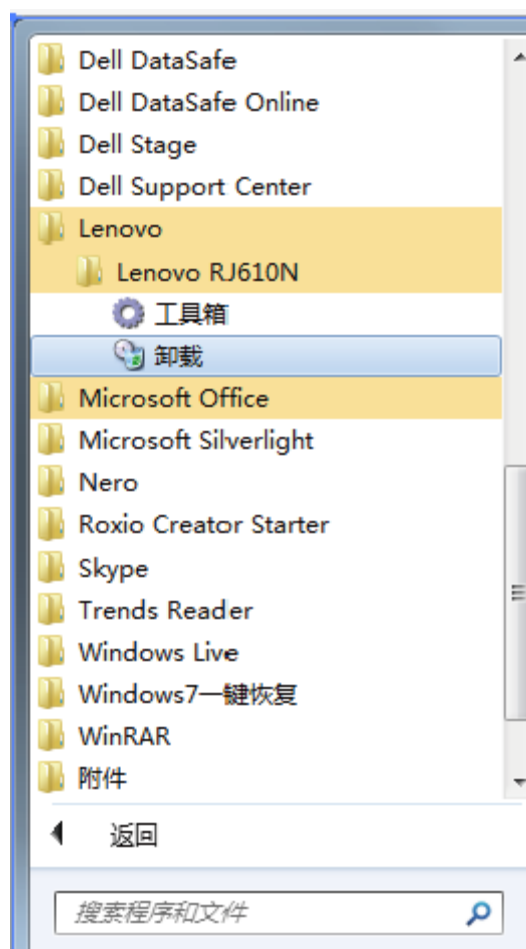 Dell DataSafe
Dell DataSafe Online
Dell Stage
Dell Support Center
Lenovo
Lenovo RJ610N
工具箱
卸载
Microsoft Office
Microsoft Silverlight
Nero
Roxio Creator Starter
Skype
Trends Reader
Windows Live
Windows7一键恢复
WinRAR
附件
返回
搜索程序和文件